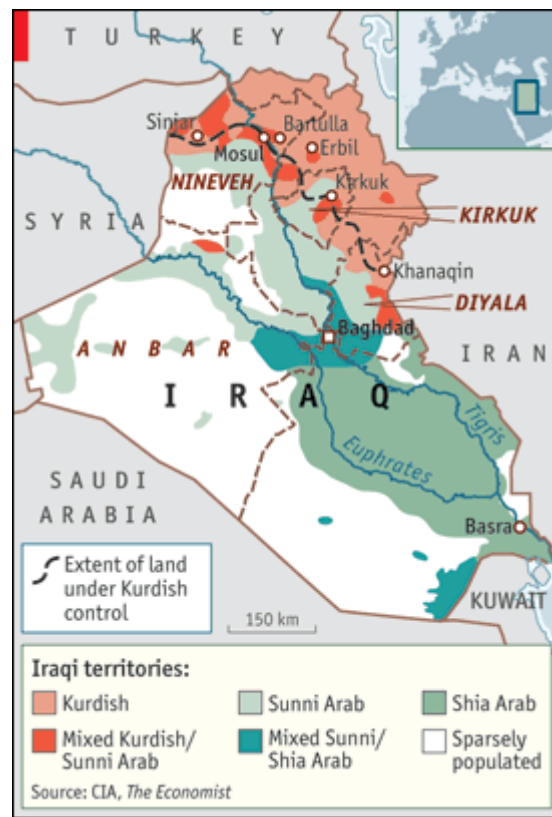 TURKEY
Sinjar
Bartulla
Mosul
Erbil
NINEVEH
Kirkuk
SYRIA
KIRKUK
Khanaqin
DIYALA
Baghdad
ANBAR
IRAN
IRAQ
Tigris
Euphrates
SAUDI
ARABIA
Basra
Extent of land
under Kurdish
control
KUWAIT
150 km
Iraqi territories:
Kurdish
Sunni Arab
Shia Arab
Mixed Kurdish/
Sunni Arab
Mixed Sunni/
Shia Arab
Sparsely
populated
Source: CIA, The Economist